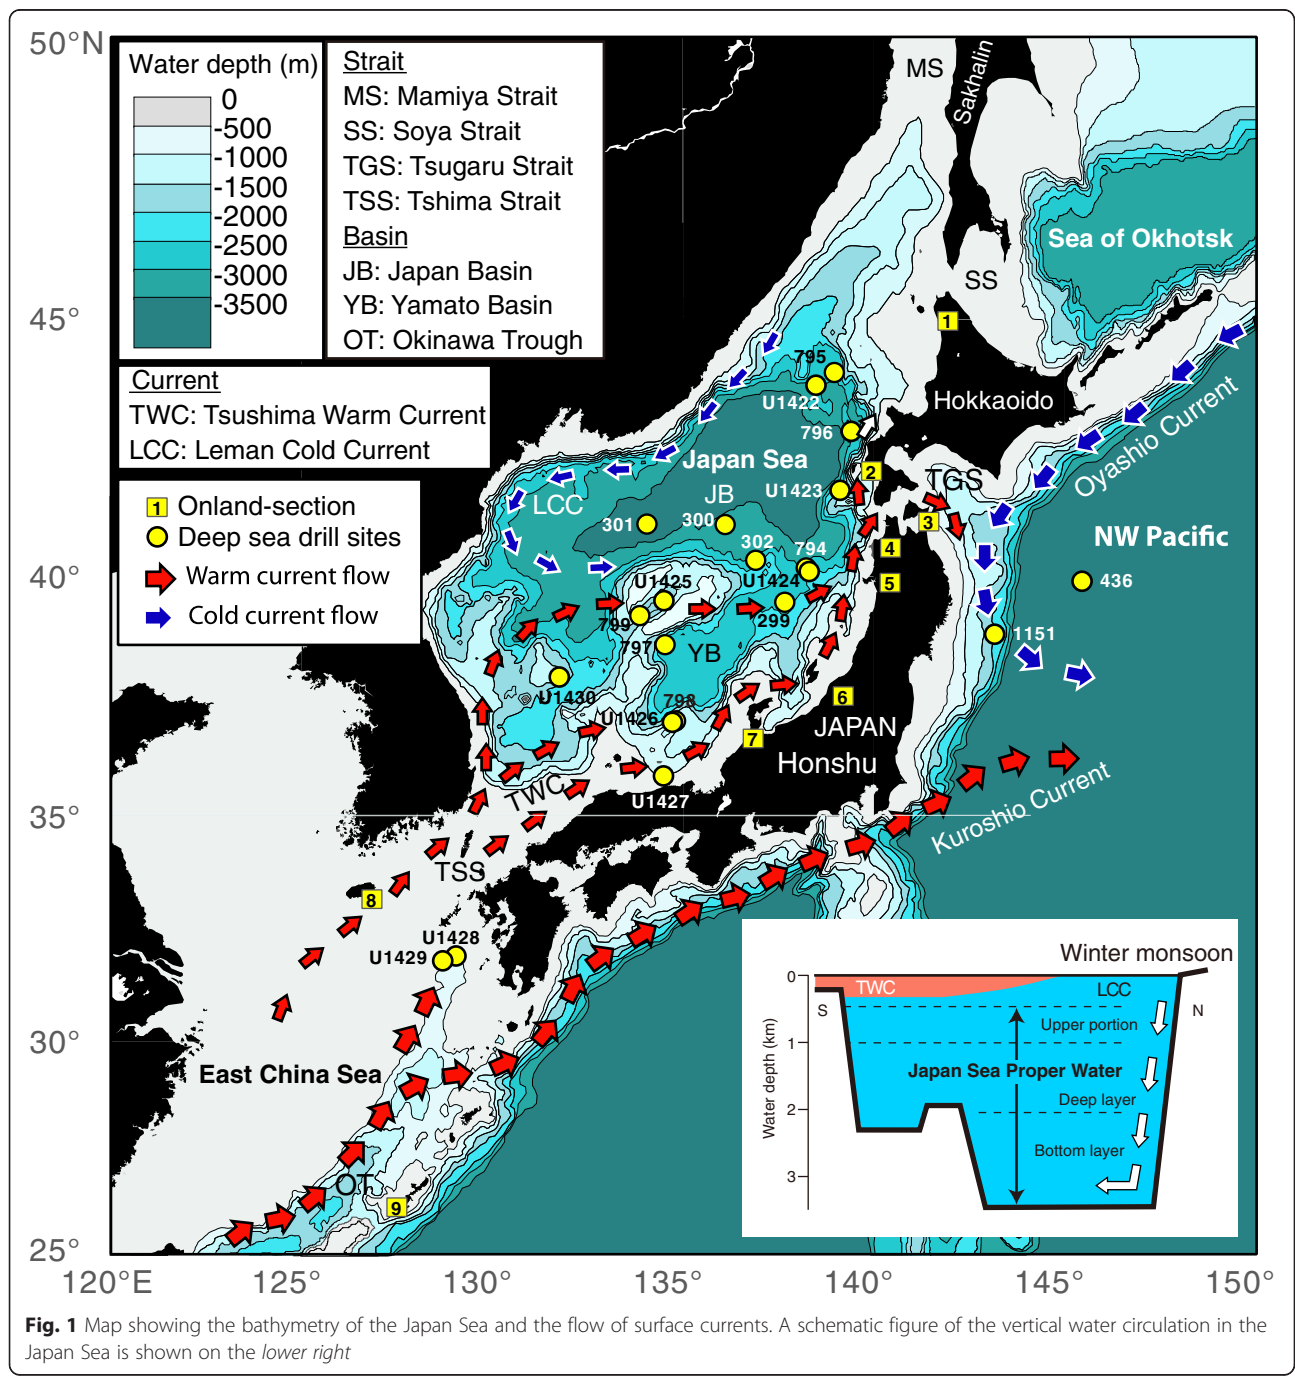 50°N
45°
40°
35°
30°
25°
120°E
125°
130°
135°
140°
145°
150°
Water depth (m)
0
-500
-1000
-1500
-2000
-2500
-3000
-3500
Strait
MS: Mamiya Strait
SS: Soya Strait
TGS: Tsugaru Strait
TSS: Tshima Strait
Basin
JB: Japan Basin
YB: Yamato Basin
OT: Okinawa Trough
Current
TWC: Tsushima Warm Current
LCC: Leman Cold Current
1 Onland-section
Deep sea drill sites
Warm current flow
Cold current flow
MS
Sakhalin
Sea of Okhotsk
SS
1
795
U1422
Hokkaoido
796
Oyashio Current
Japan Sea
2
TGS
U1423
JB
LCC
301
300
3
NW Pacific
302
794
4
U1425
U1424
5
436
799
299
1151
797
YB
U1430
6
798
U1426
JAPAN
7
Honshu
TWC
U1427
Kuroshio Current
TSS
8
U1428
U1429
East China Sea
OT
9
Winter monsoon
0
TWC
LCC
S
N
Upper portion
1
Japan Sea Proper Water
Water depth (km)
Deep layer
2
Bottom layer
3
Fig. 1 Map showing the bathymetry of the Japan Sea and the flow of surface currents. A schematic figure of the vertical water circulation in the
Japan Sea is shown on the lower right